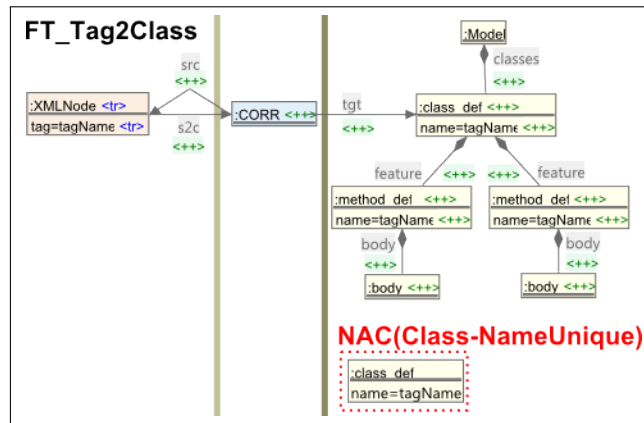 FT_Tag2Class
:Model
src
classes
<++>
<++>
:XMLNode <tr>
:CORR <++>
tgt
:class_def <++>
tag=tagName <tr>
s2c
<++>
<++>
name=tagName <++>
feature
<++>
<++>
feature
:method_def <++>
:method_def <++>
name=tagName <++>
name=tagName <++>
body
body
<++>
<++>
:body <++>
:body <++>
NAC(Class-NameUnique)
:class_def
name=tagName